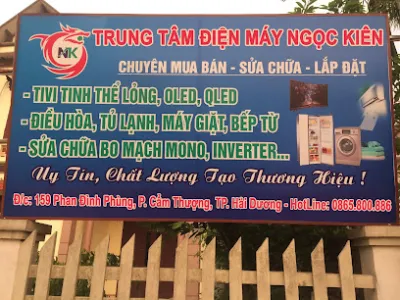 NK
TRUNG TÂM ĐIỆN MÁY NGỌC KIÊN
CHUYÊN MUA BÁN - SỬA CHỮA - LẮP ĐẶT
- TIVI TINH THỂ LỎNG, OLED, QLED
- ĐIỀU HÒA, TỦ LẠNH, MÁY GIẶT, BẾP TỪ
- SỬA CHỮA BO MẠCH MONO, INVERTER...
Uy Tín, Chất Lượng Tạo Thương Hiệu !
Đ/c: 159 Phan Đình Phùng, P. Cẩm Thượng, TP. Hải Dương - HotLine: 0865.800.886